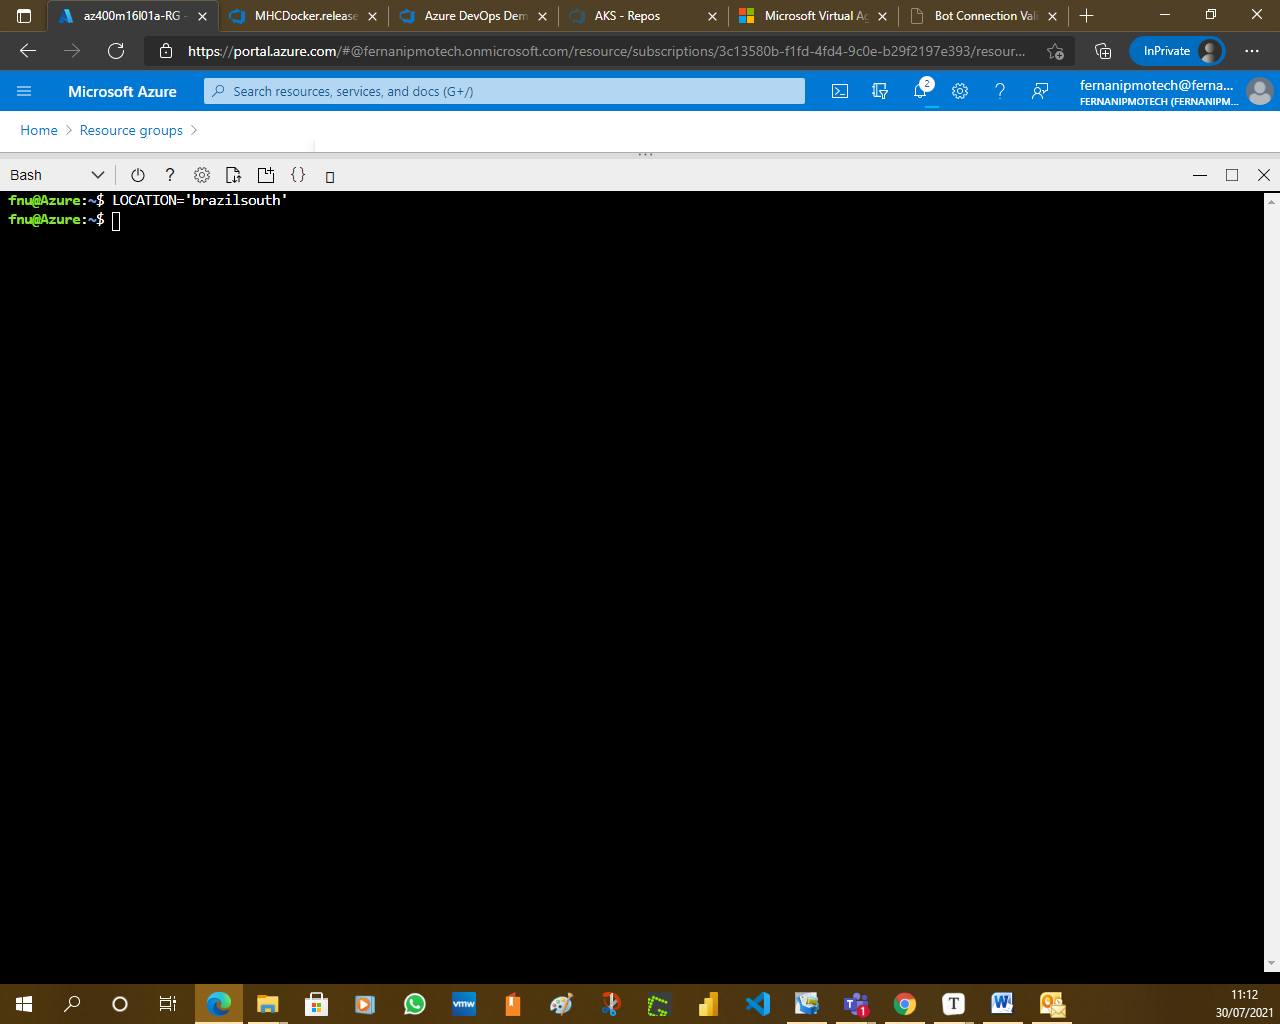 az400m16l01a-RG -
MHCDocker.release
Azure DevOps Dem
AKS - Repos
Microsoft Virtual Ag
Bot Connection Vali
https://portal.azure.com/#@fernanipmotech.onmicrosoft.com/resource/subscriptions/3c13580b-f1fd-4fd4-9c0e-b29f2197e393/resour...
InPrivate
Microsoft Azure
Search resources, services, and docs (G+/)
2
fernanipmotech@ferna...
FERNANIPMOTECH (FERNANIPM...
Home > Resource groups >
Bash
fnu@Azure:~$ LOCATION='brazilsouth'
fnu@Azure:~$
vmw
1
T
11:12
30/07/2021